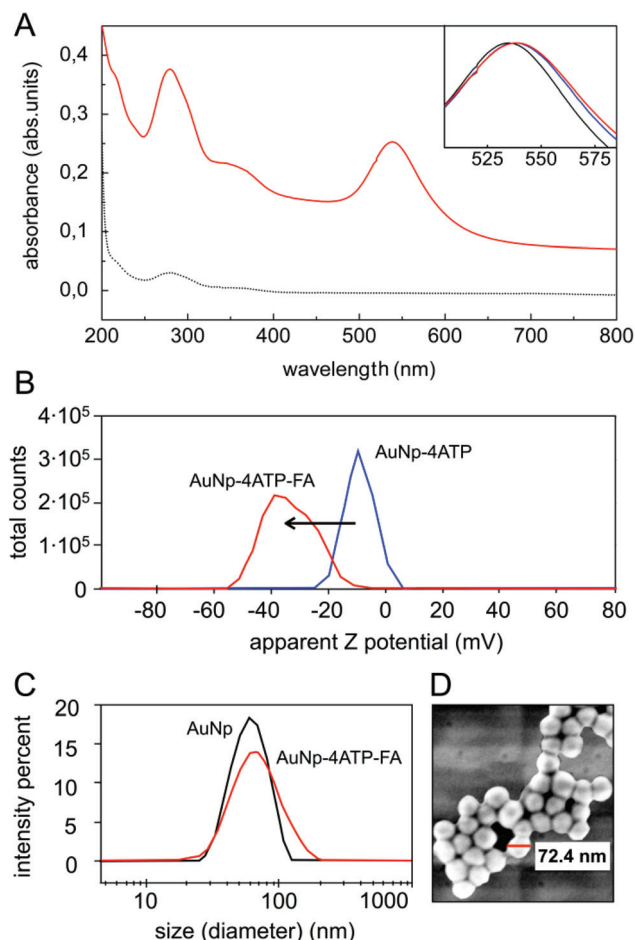 A
absorbance (abs.units)
0,4
0,3
0,2
0,1
0,0
200 300 400 500 600 700 800
wavelength (nm)
525 550 575
B
total counts
4·10⁵
3·10⁵
2·10⁵
1·10⁵
0
AuNp-4ATP-FA
AuNp-4ATP
-80 -60 -40 -20 0 20 40 60 80
apparent Z potential (mV)
C
intensity percent
20
15
10
5
0
AuNp
AuNp-4ATP-FA
10 100 1000
size (diameter) (nm)
D
72.4 nm